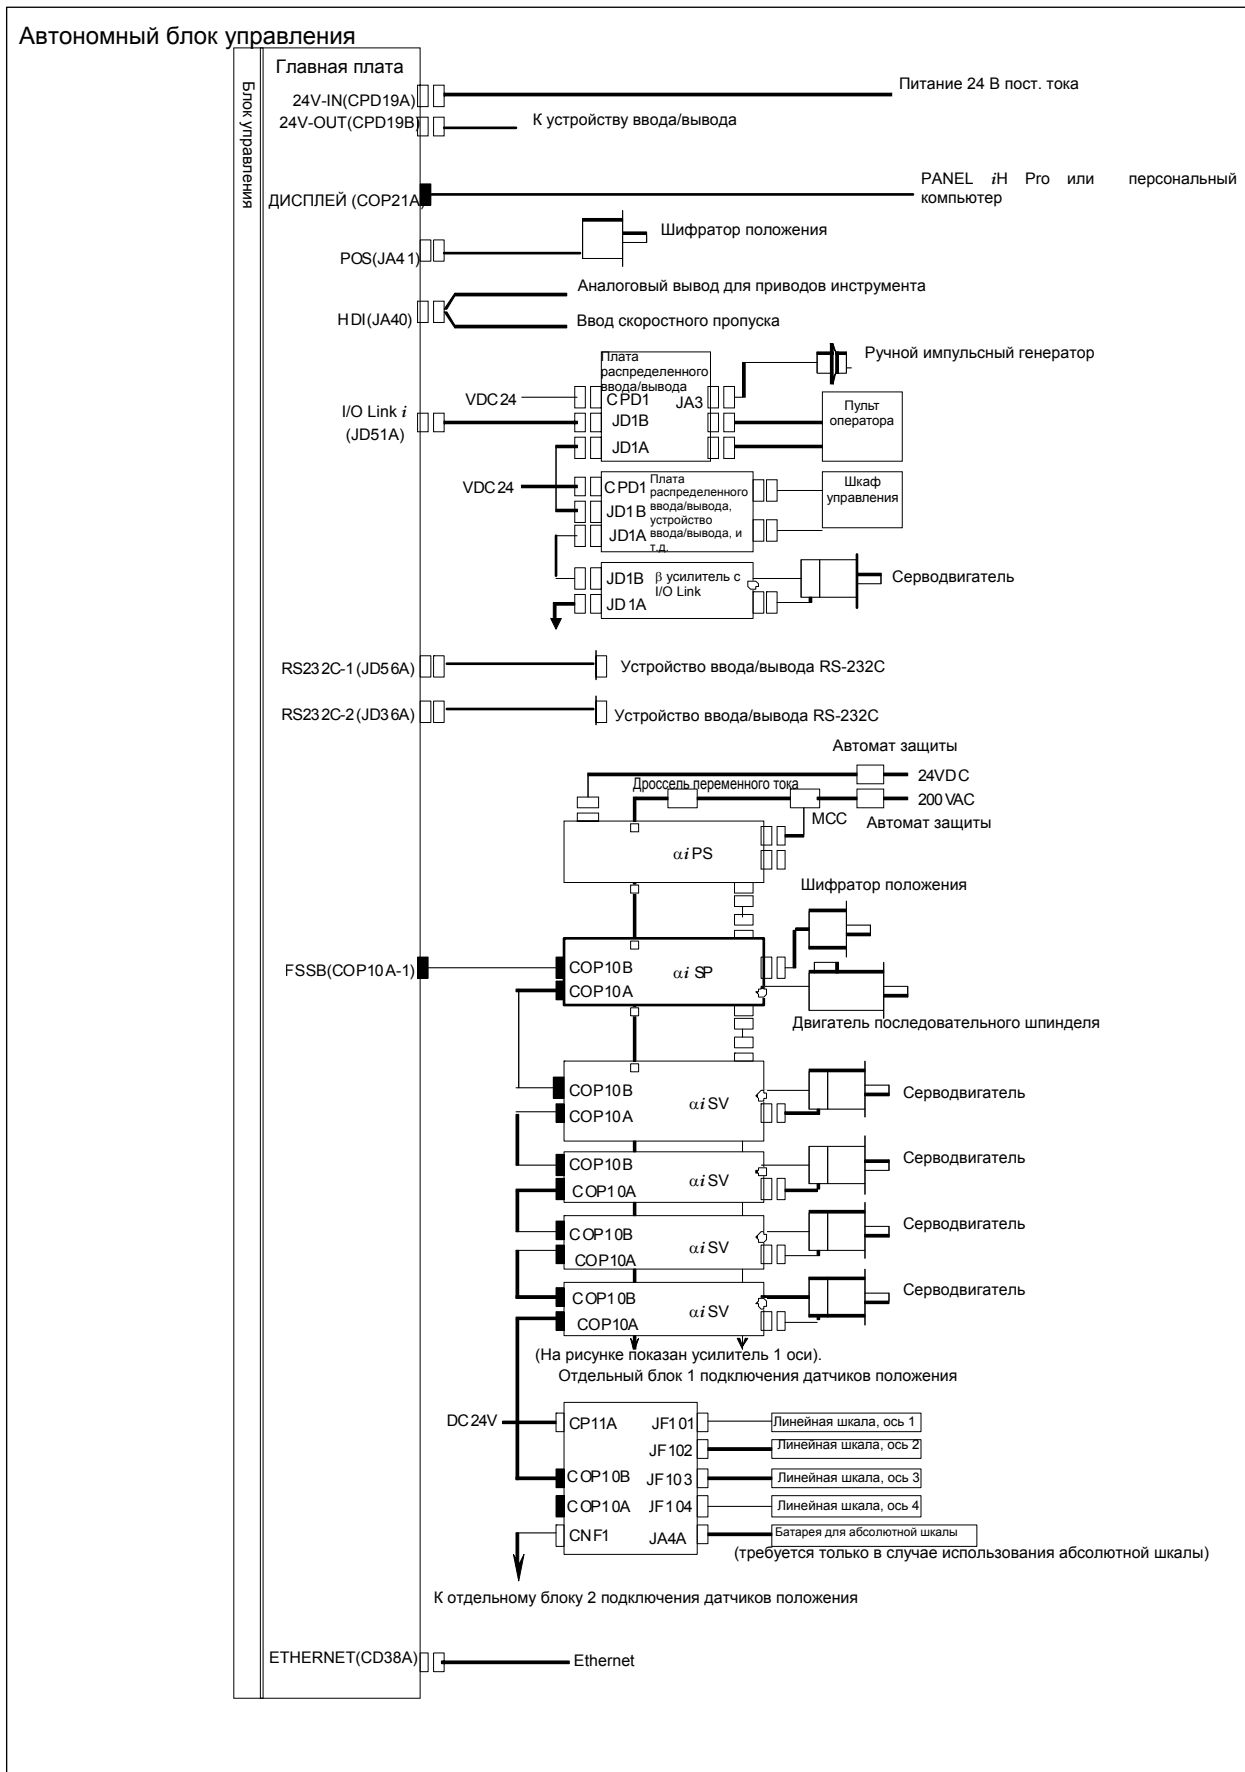 Автономный блок управления
Блок управления
Главная плата
24V-IN(CPD19A)
Питание 24 В пост. тока
24V-OUT(CPD19B)
К устройству ввода/вывода
ДИСПЛЕЙ (COP21A)
PANEL iH Pro или персональный
компьютер
POS(JA41)
Шифратор положения
HDI(JA40)
Аналоговый вывод для приводов инструмента
Ввод скоростного пропуска
I/O Link i
(JD51A)
VDC24
Плата
распределенного
ввода/вывода
CPD1 JA3
JD1B
JD1A
Ручной импульсный генератор
Пульт
оператора
VDC24
CPD1
JD1B
JD1A
Плата
распределенного
ввода/вывода,
устройство
ввода/вывода, и
т.д.
Шкаф
управления
JD1B
JD1A
β усилитель с
I/O Link
Серводвигатель
RS232C-1(JD56A)
Устройство ввода/вывода RS-232C
RS232C-2(JD36A)
Устройство ввода/вывода RS-232C
Автомат защиты
24VDC
Дроссель переменного тока
200VAC
MCC
Автомат защиты
αiPS
Шифратор положения
FSSB(COP10A-1)
COP10B
COP10A
αiSP
Двигатель последовательного шпинделя
COP10B
COP10A
αiSV
Серводвигатель
COP10B
COP10A
αiSV
Серводвигатель
COP10B
COP10A
αiSV
Серводвигатель
COP10B
COP10A
αiSV
Серводвигатель
(На рисунке показан усилитель 1 оси).
Отдельный блок 1 подключения датчиков положения
DC24V
CP11A JF101
Линейная шкала, ось 1
JF102
Линейная шкала, ось 2
COP10B JF103
Линейная шкала, ось 3
COP10A JF104
Линейная шкала, ось 4
CNF1 JA4A
Батарея для абсолютной шкалы
(требуется только в случае использования абсолютной шкалы)
К отдельному блоку 2 подключения датчиков положения
ETHERNET(CD38A)
Ethernet